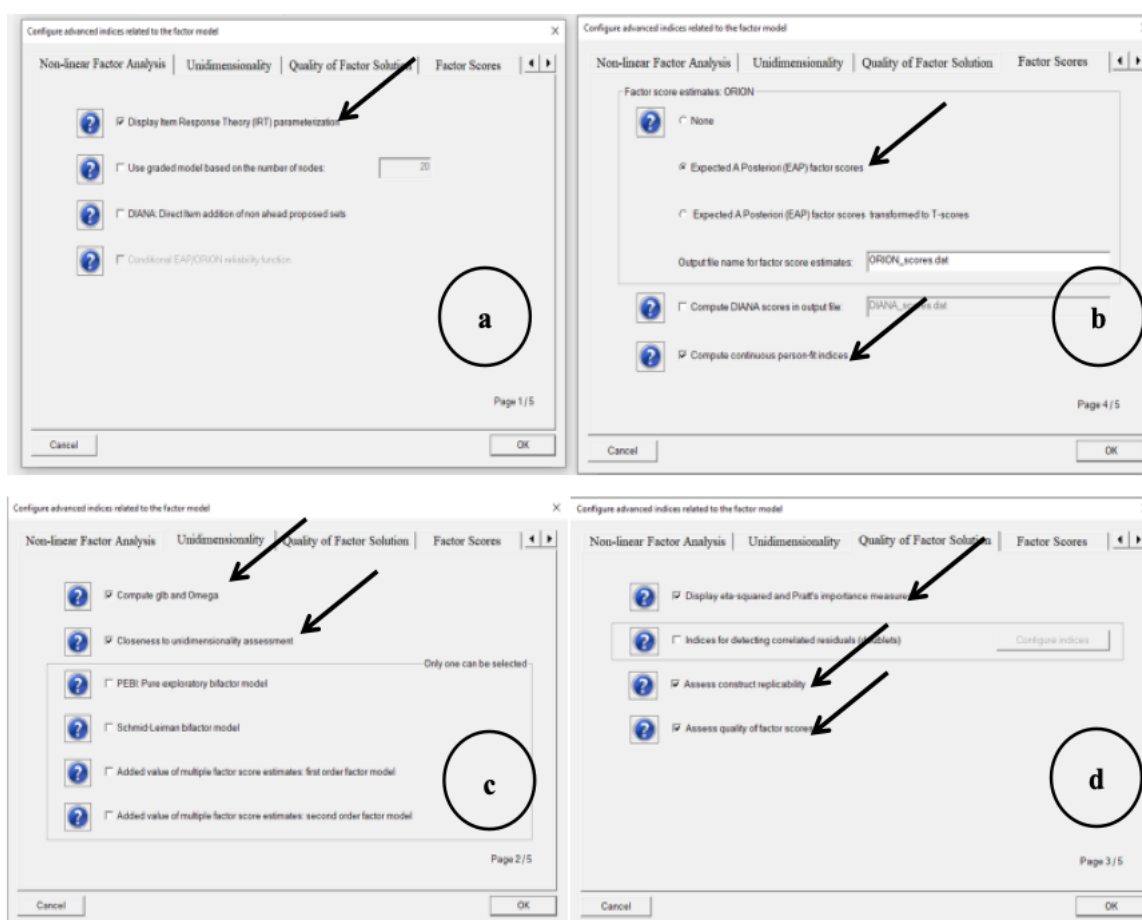 Configure advanced indices related to the factor model
Non-linear Factor Analysis Unidimensionality Quality of Factor Solution Factor Scores
Display Item Response Theory (IRT) parameterization
Use graded model based on the number of nodes: 20
DIANA: Direct Item addition of non ahead proposed sets
Conditional EAP/ORION reliability function
a
Page 1 / 5
Cancel OK
Configure advanced indices related to the factor model
Non-linear Factor Analysis Unidimensionality Quality of Factor Solution Factor Scores
Factor score estimates: ORION
None
Expected A Posteriori (EAP) factor scores
Expected A Posteriori (EAP) factor scores transformed to T-scores
Output file name for factor score estimates: ORION_scores.dat
Compute DIANA scores in output file: DIANA_scores.dat
b
Compute continuous person-fit indices
Page 4 / 5
Cancel OK
Configure advanced indices related to the factor model
Non-linear Factor Analysis Unidimensionality Quality of Factor Solution Factor Scores
Compute glb and Omega
Closeness to unidimensionality assessment
Only one can be selected
PEBI: Pure exploratory bifactor model
Schmid-Leiman bifactor model
Added value of multiple factor score estimates: first order factor model
c
Added value of multiple factor score estimates: second order factor model
Page 2 / 5
Cancel OK
Configure advanced indices related to the factor model
Non-linear Factor Analysis Unidimensionality Quality of Factor Solution Factor Scores
Display eta-squared and Pratt's importance measures
Indices for detecting correlated residuals (doublets) Configure indices
Assess construct replicability
Assess quality of factor scores
d
Page 3 / 5
Cancel OK